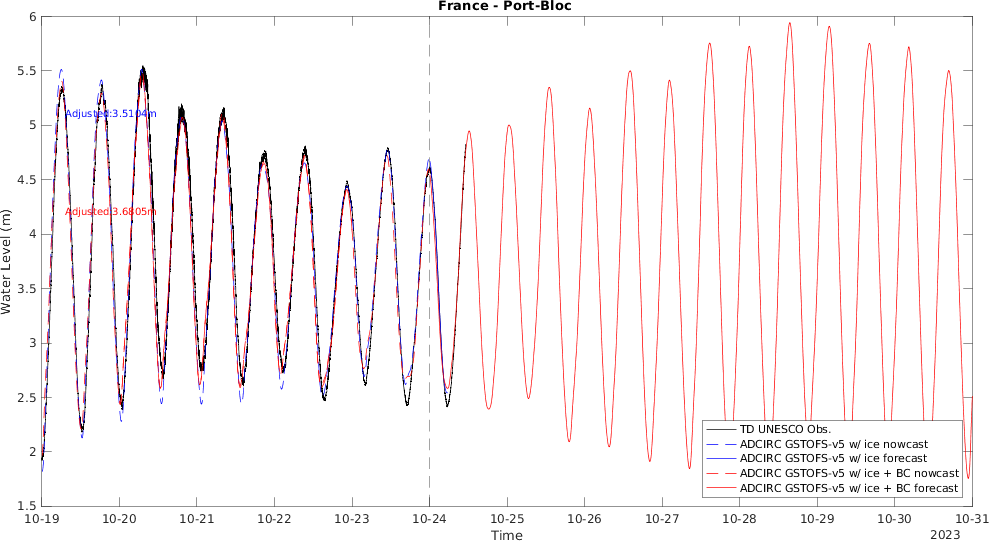 France - Port-Bloc
6
5.5
5
4.5
4
3.5
3
2.5
2
1.5
Water Level (m)
Adjusted:3.5104m
Adjusted:3.6805m
TD UNESCO Obs.
ADCIRC GSTOFS-v5 w/ ice nowcast
ADCIRC GSTOFS-v5 w/ ice forecast
ADCIRC GSTOFS-v5 w/ ice + BC nowcast
ADCIRC GSTOFS-v5 w/ ice + BC forecast
10-19 10-20 10-21 10-22 10-23 10-24 10-25 10-26 10-27 10-28 10-29 10-30 10-31
Time
2023